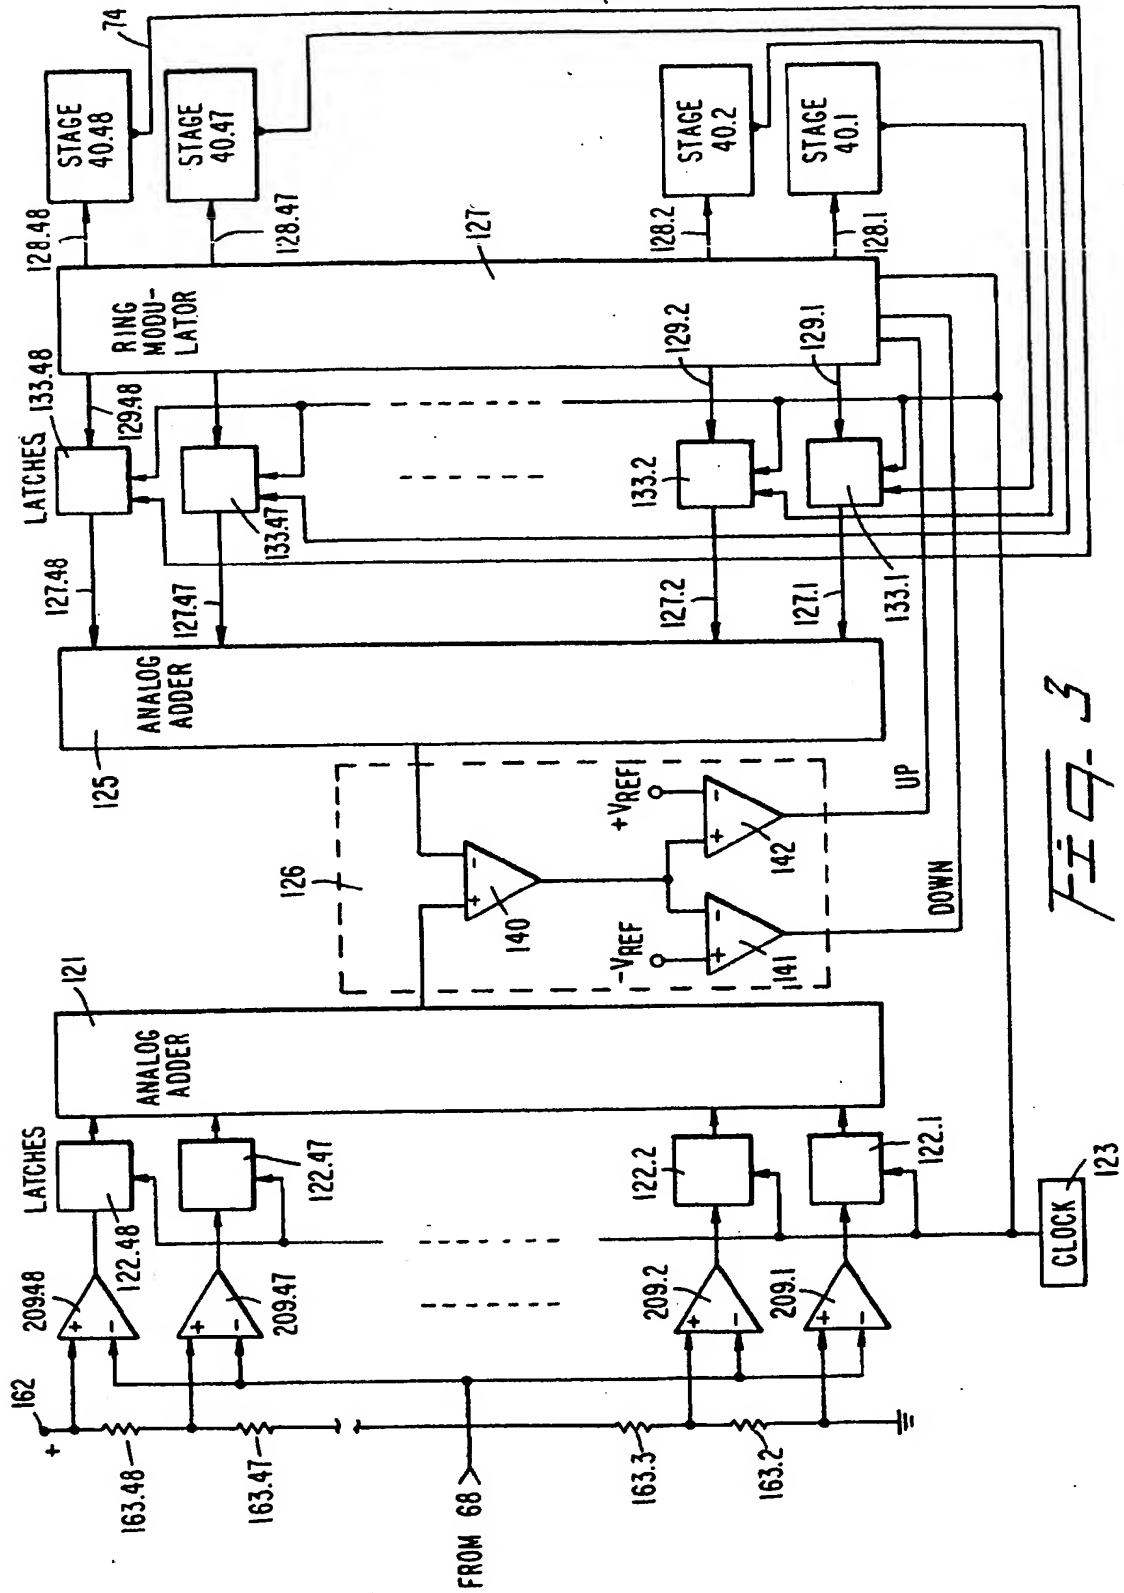 FROM 68
163.48
163.47
163.3
163.2
+
162
209.48
209.47
209.2
209.1
+
-
+
-
+
-
+
-
LATCHES
122.48
122.47
122.2
122.1
CLOCK
123
ANALOG
ADDER
121
126
-VREF
+VREF
+
-
140
+
-
141
+
-
142
DOWN
UP
125
ANALOG
ADDER
127.48
127.47
127.2
127.1
LATCHES
133.48
133.47
133.2
133.1
129.48
129.2
129.1
RING
MODU-
LATOR
127
128.48
128.47
128.2
128.1
STAGE
40.48
STAGE
40.47
STAGE
40.2
STAGE
40.1
74
FIG. 3